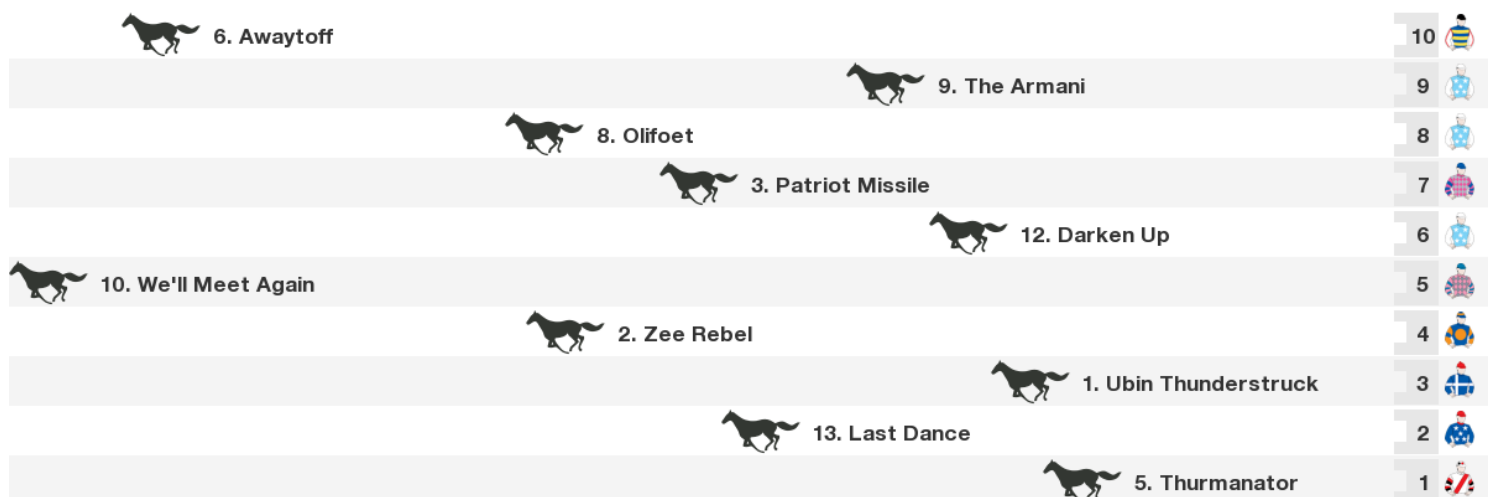 6. Awaytoff 10
9. The Armani 9
8. Olifoet 8
3. Patriot Missile 7
12. Darken Up 6
10. We'll Meet Again 5
2. Zee Rebel 4
1. Ubin Thunderstruck 3
13. Last Dance 2
5. Thurmanator 1